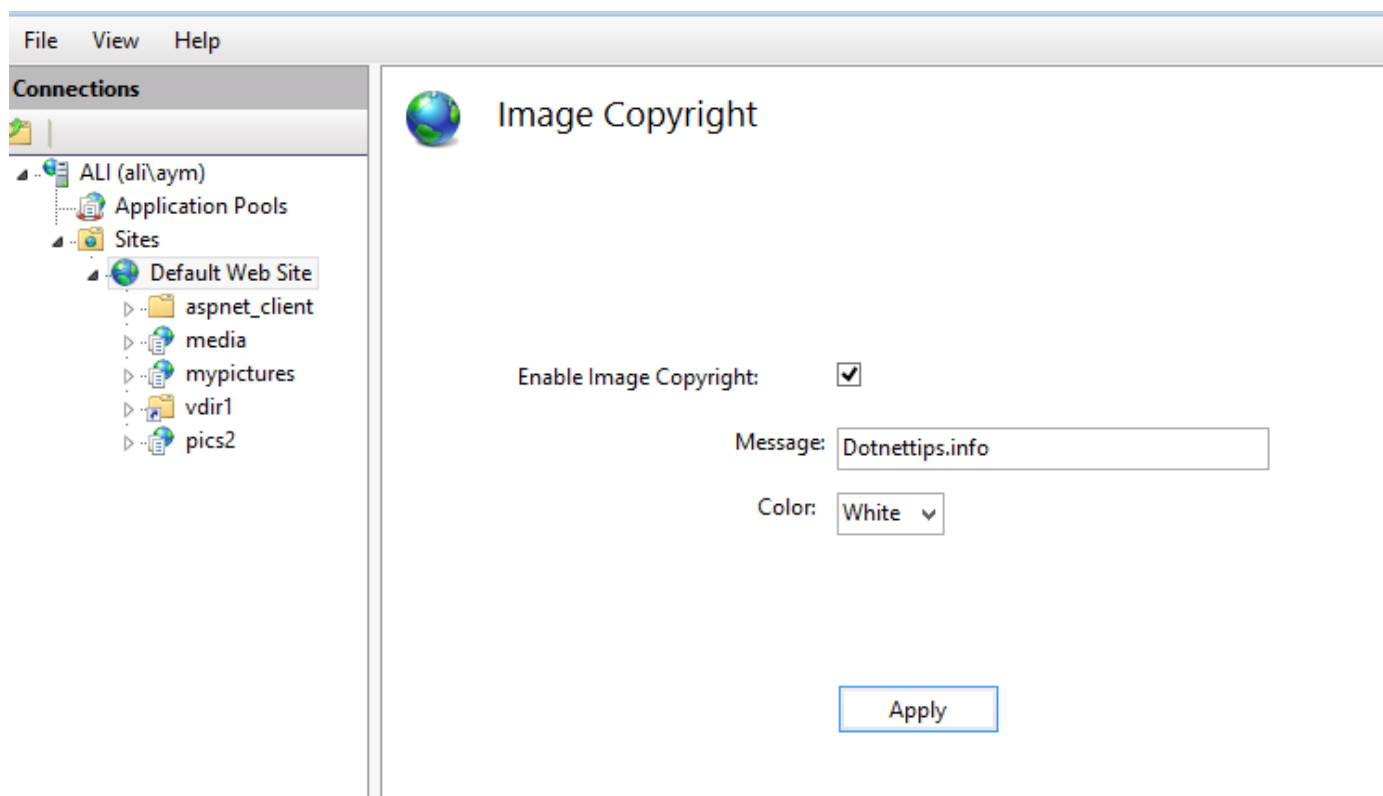 File View Help
Connections
Image Copyright
ALI (ali\aym)
Application Pools
Sites
Default Web Site
aspnet_client
media
mypictures
vdir1
pics2
Enable Image Copyright:
Message: Dotnettips.info
Color: White
Apply